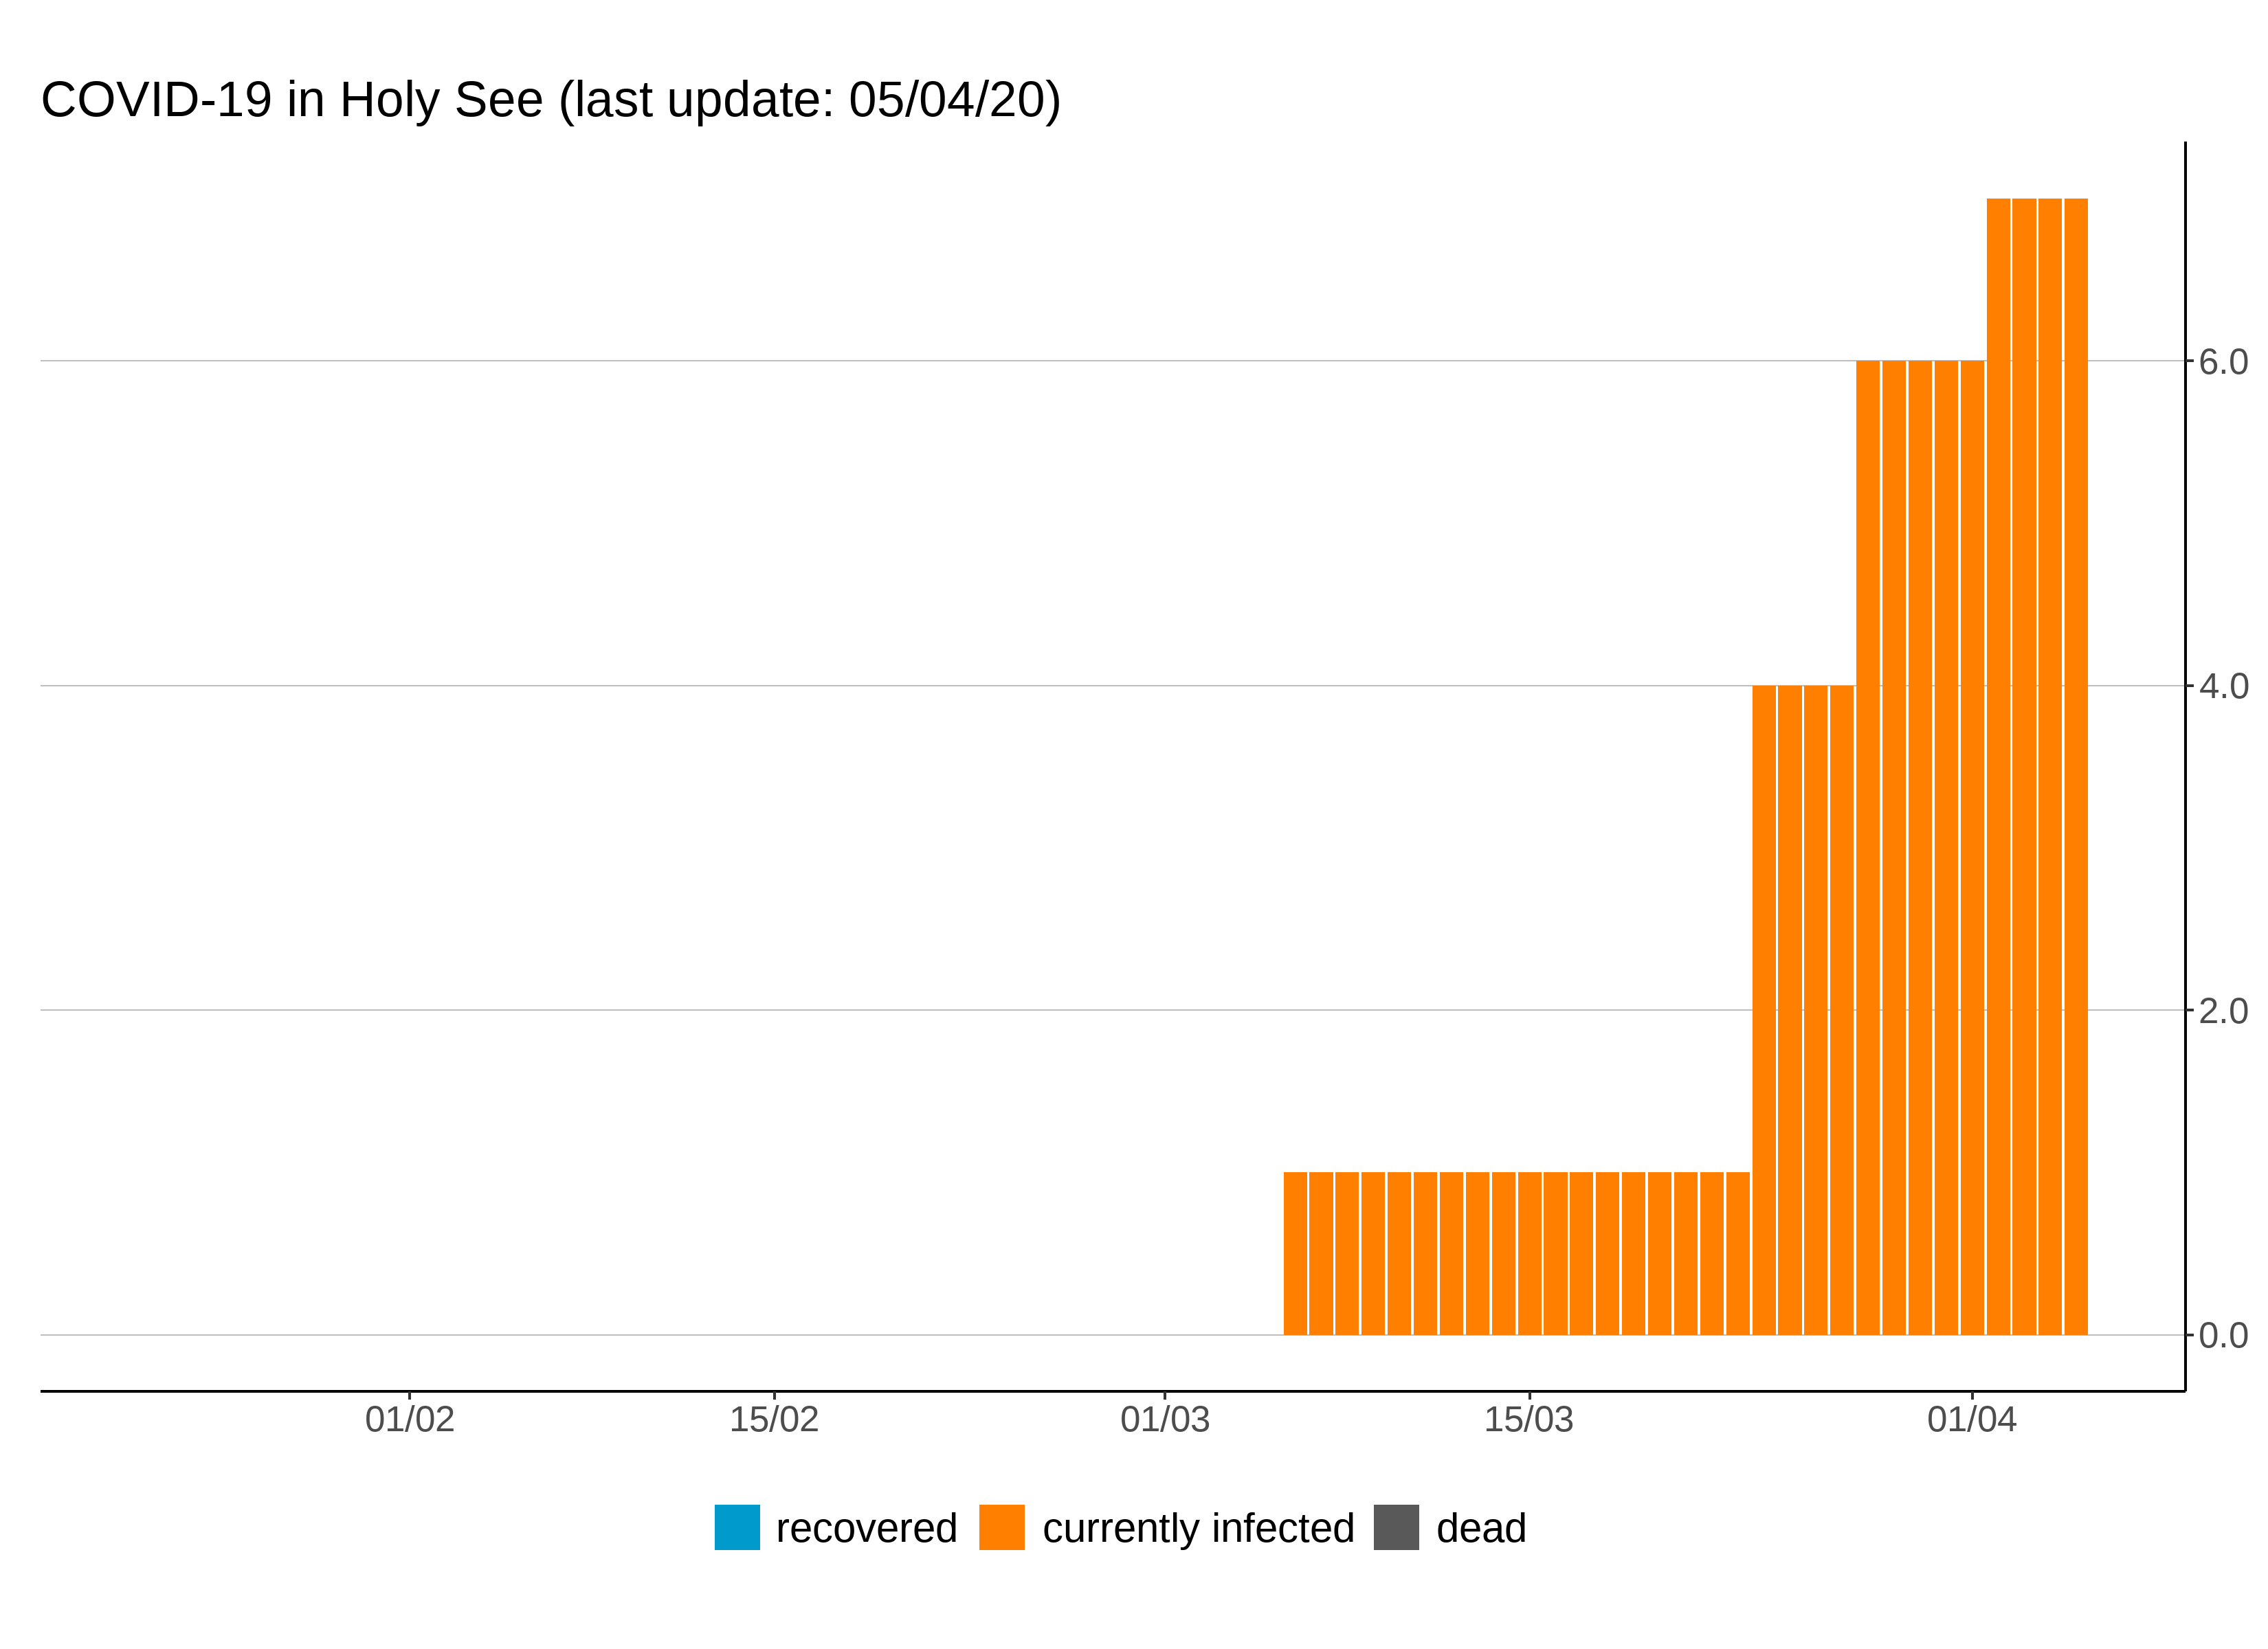 COVID-19 in Holy See (last update: 05/04/20)
6.0
4.0
2.0
0.0
01/02 15/02 01/03 15/03 01/04
recovered currently infected dead